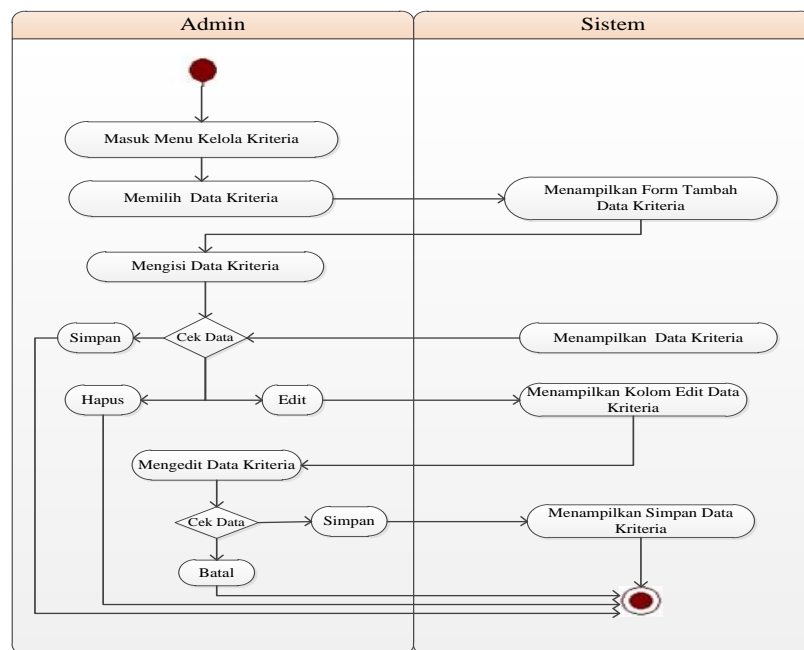 Admin
Sistem
Masuk Menu Kelola Kriteria
Memilih Data Kriteria
Menampilkan Form Tambah
Data Kriteria
Mengisi Data Kriteria
Simpan
Cek Data
Menampilkan Data Kriteria
Hapus
Edit
Menampilkan Kolom Edit Data
Kriteria
Mengedit Data Kriteria
Cek Data
Simpan
Menampilkan Simpan Data
Kriteria
Batal